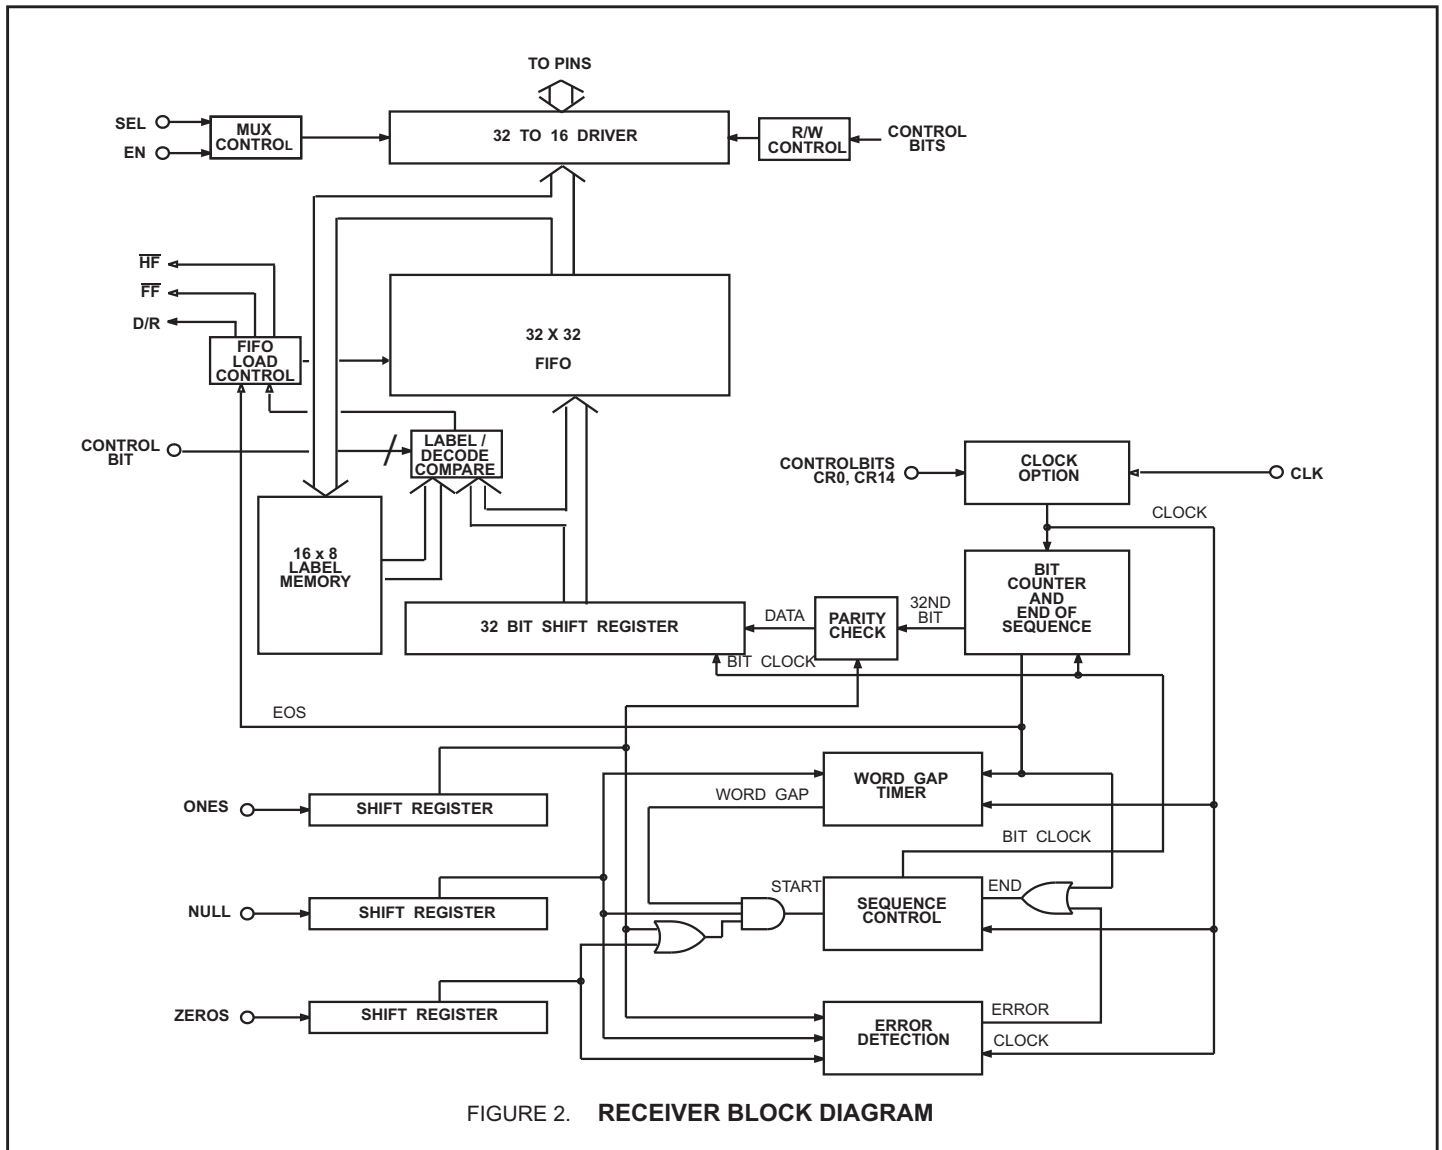 TO PINS
SEL
EN
MUX
CONTROL
32 TO 16 DRIVER
R/W
CONTROL
CONTROL
BITS
HF
FF
D/R
FIFO
LOAD
CONTROL
32 X 32
FIFO
CONTROL
BIT
/
LABEL /
DECODE
COMPARE
CONTROLBITS
CR0, CR14
CLOCK
OPTION
CLK
CLOCK
16 x 8
LABEL
MEMORY
BIT
COUNTER
AND
END OF
SEQUENCE
32 BIT SHIFT REGISTER
DATA
PARITY
CHECK
32ND
BIT
BIT CLOCK
EOS
WORD GAP
TIMER
WORD GAP
ONES
SHIFT REGISTER
BIT CLOCK
START
SEQUENCE
CONTROL
END
NULL
SHIFT REGISTER
ZEROS
SHIFT REGISTER
ERROR
DETECTION
ERROR
CLOCK
FIGURE 2. RECEIVER BLOCK DIAGRAM